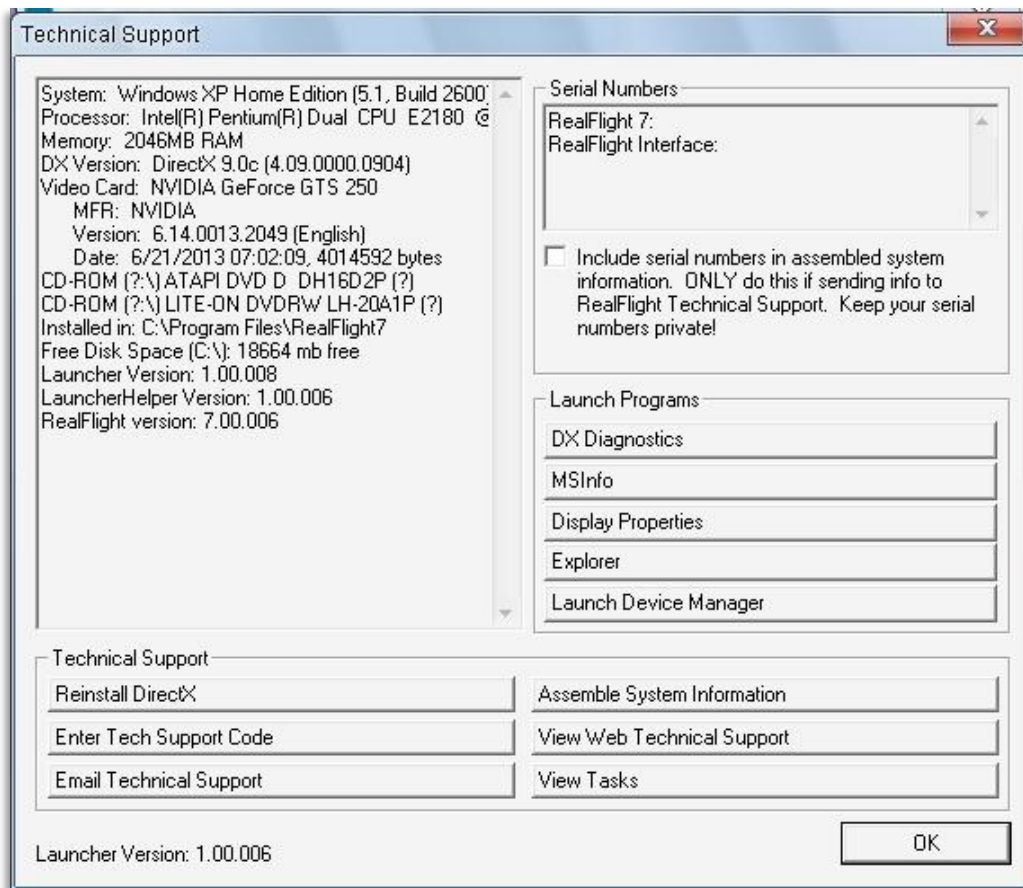 Technical Support
System: Windows XP Home Edition (5.1, Build 2600)
Processor: Intel(R) Pentium(R) Dual CPU E2180 @
Memory: 2046MB RAM
DX Version: DirectX 9.0c (4.09.0000.0904)
Video Card: NVIDIA GeForce GTS 250
MFR: NVIDIA
Version: 6.14.0013.2049 (English)
Date: 6/21/2013 07:02:09, 4014592 bytes
CD-ROM (?:\) ATAPI DVD D DH16D2P (?)
CD-ROM (?:\) LITE-ON DVDRW LH-20A1P (?)
Installed in: C:\Program Files\RealFlight7
Free Disk Space (C:\): 18664 mb free
Launcher Version: 1.00.008
LauncherHelper Version: 1.00.006
RealFlight version: 7.00.006
Serial Numbers
RealFlight 7:
RealFlight Interface:
Include serial numbers in assembled system
information. ONLY do this if sending info to
RealFlight Technical Support. Keep your serial
numbers private!
Launch Programs
DX Diagnostics
MSInfo
Display Properties
Explorer
Launch Device Manager
Technical Support
Reinstall DirectX
Assemble System Information
Enter Tech Support Code
View Web Technical Support
Email Technical Support
View Tasks
Launcher Version: 1.00.006
OK